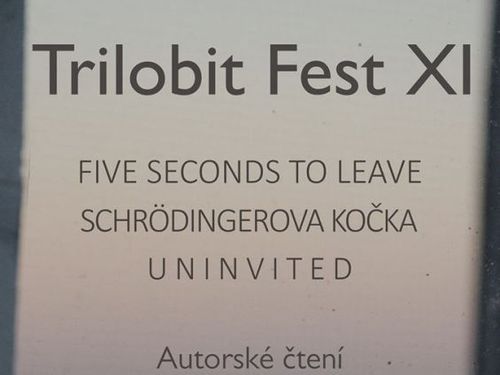 Trilobit Fest XI
FIVE SECONDS TO LEAVE
SCHRÖDINGEROVA KOČKA
UNINVITED
Autorské čtení